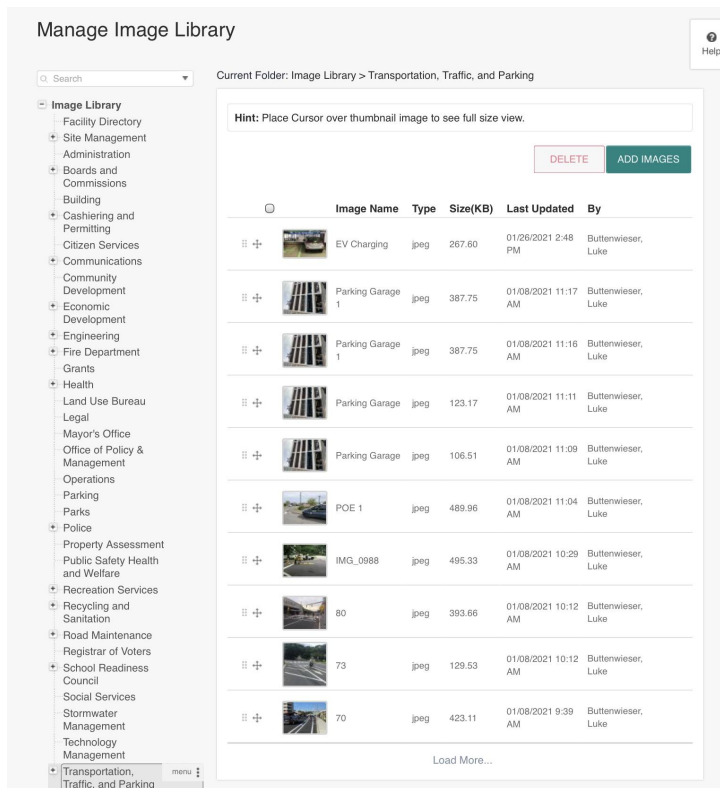 Manage Image Library
Help
Search
Current Folder: Image Library > Transportation, Traffic, and Parking
Image Library
Facility Directory
Site Management
Administration
Boards and
Commissions
Building
Cashiering and
Permitting
Citizen Services
Communications
Community
Development
Economic
Development
Engineering
Fire Department
Grants
Health
Land Use Bureau
Legal
Mayor's Office
Office of Policy &
Management
Operations
Parking
Parks
Police
Property Assessment
Public Safety Health
and Welfare
Recreation Services
Recycling and
Sanitation
Road Maintenance
Registrar of Voters
School Readiness
Council
Social Services
Stormwater
Management
Technology
Management
Transportation,
Traffic, and Parking
menu
Hint: Place Cursor over thumbnail image to see full size view.
DELETE ADD IMAGES
Image Name Type Size(KB) Last Updated By
EV Charging jpeg 267.60 01/26/2021 2:48 PM Buttenwieser, Luke
Parking Garage 1 jpeg 387.75 01/08/2021 11:17 AM Buttenwieser, Luke
Parking Garage 1 jpeg 387.75 01/08/2021 11:16 AM Buttenwieser, Luke
Parking Garage jpeg 123.17 01/08/2021 11:11 AM Buttenwieser, Luke
Parking Garage jpeg 106.51 01/08/2021 11:09 AM Buttenwieser, Luke
POE 1 jpeg 489.96 01/08/2021 11:04 AM Buttenwieser, Luke
IMG_0988 jpeg 495.33 01/08/2021 10:29 AM Buttenwieser, Luke
80 jpeg 393.66 01/08/2021 10:12 AM Buttenwieser, Luke
73 jpeg 129.53 01/08/2021 10:12 AM Buttenwieser, Luke
70 jpeg 423.11 01/08/2021 9:39 AM Buttenwieser, Luke
Load More...